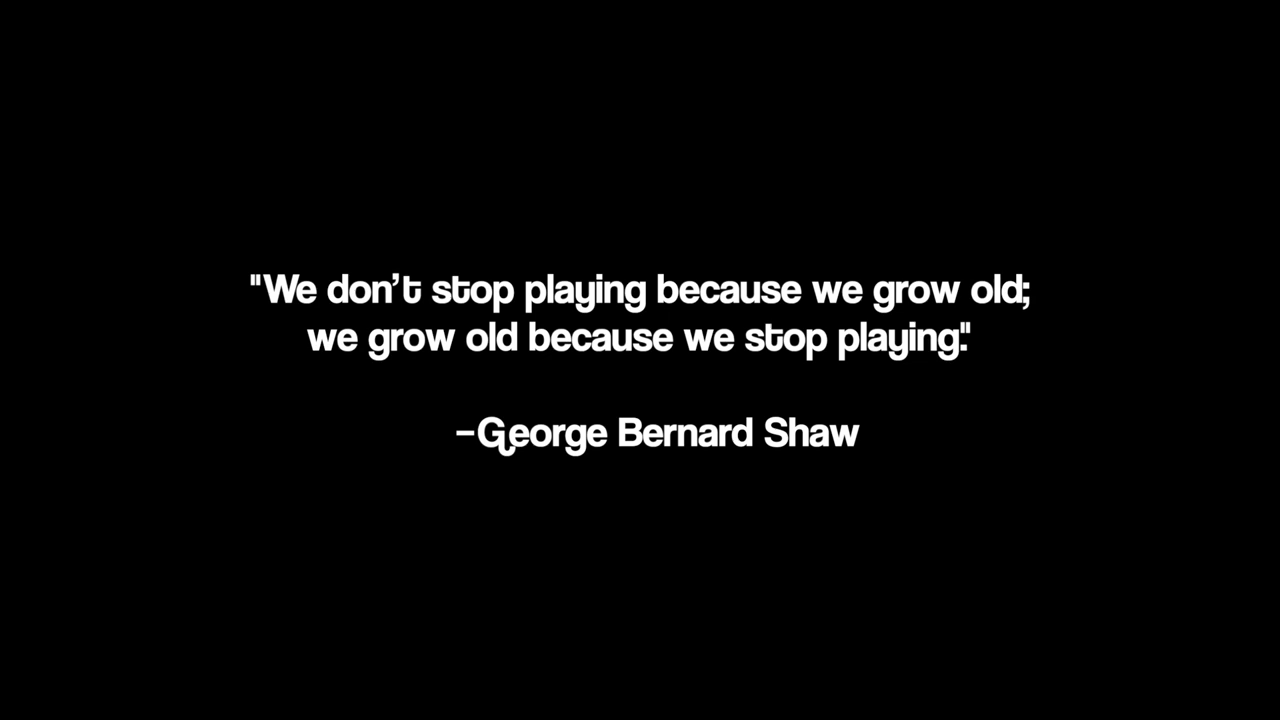 "We don’t stop playing because we grow old;
we grow old because we stop playing."
-George Bernard Shaw